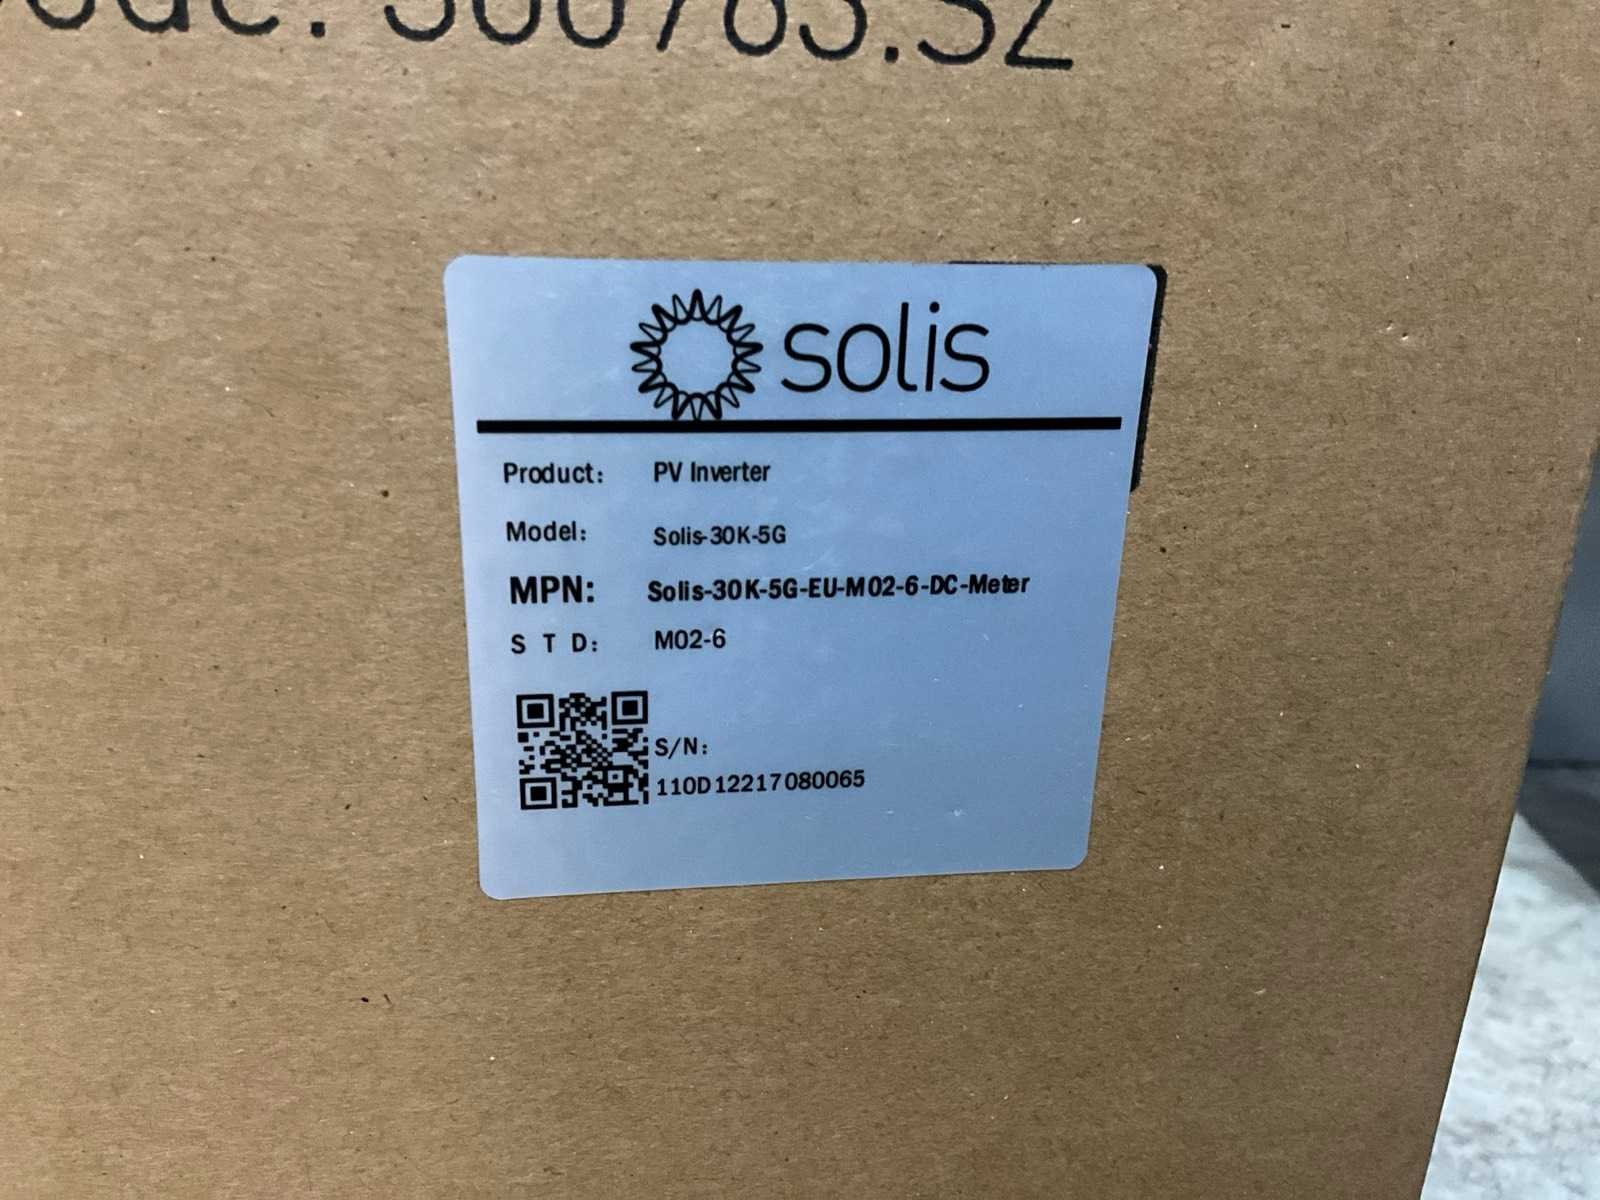 solis
Product: PV Inverter
Model: Solis-30K-5G
MPN: Solis-30K-5G-EU-M02-6-DC-Meter
S T D: M02-6
S/N:
110D12217080065